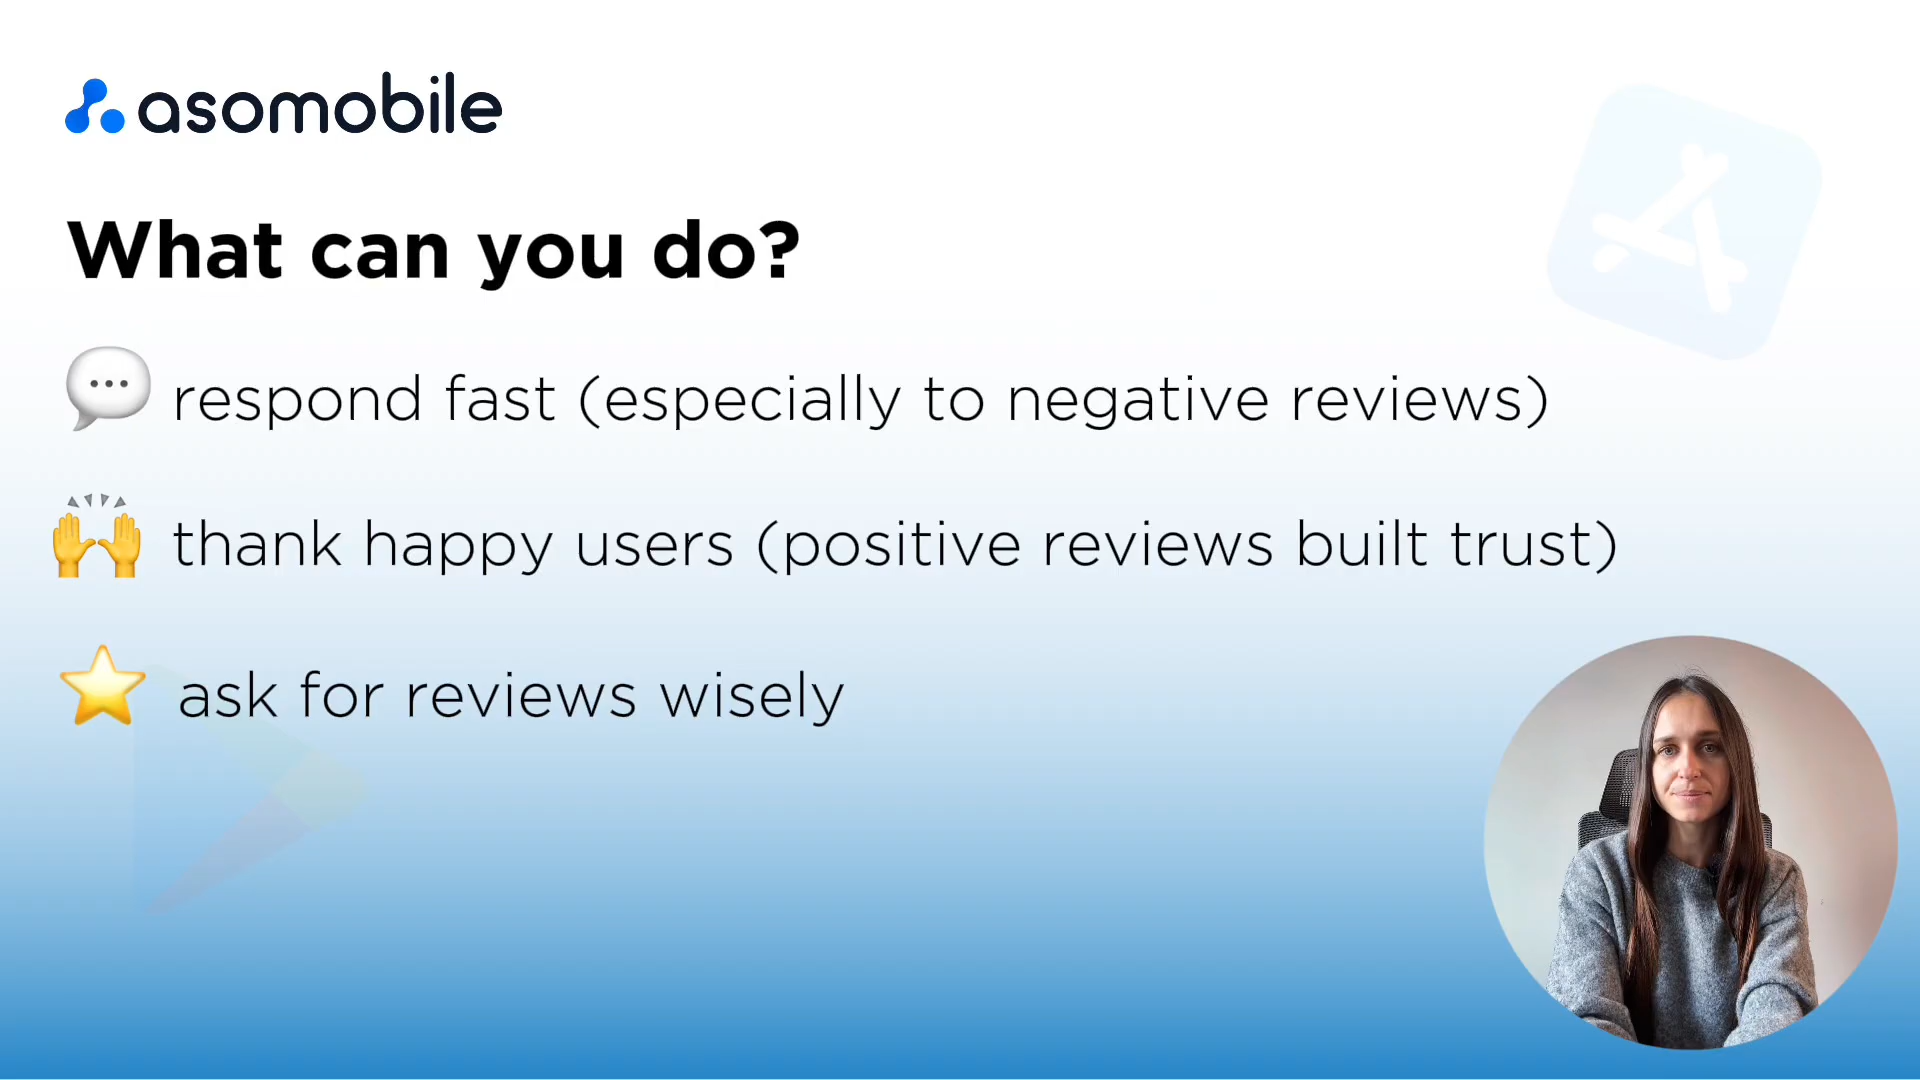 asomobile
What can you do?
respond fast (especially to negative reviews)
thank happy users (positive reviews built trust)
ask for reviews wisely